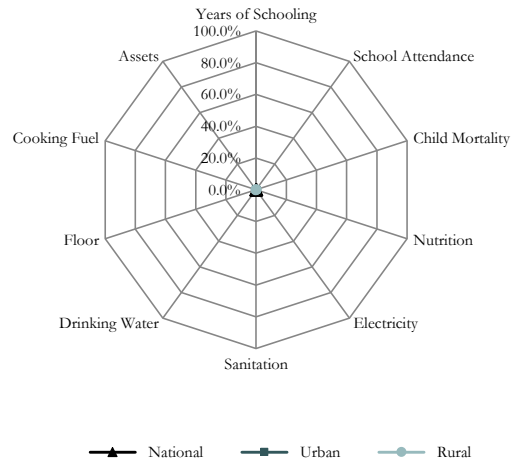 Years of Schooling
100.0%
Assets
School Attendance
80.0%
60.0%
40.0%
Cooking Fuel
Child Mortality
20.0%
0.0%
Floor
Nutrition
Drinking Water
Electricity
Sanitation
National Urban Rural